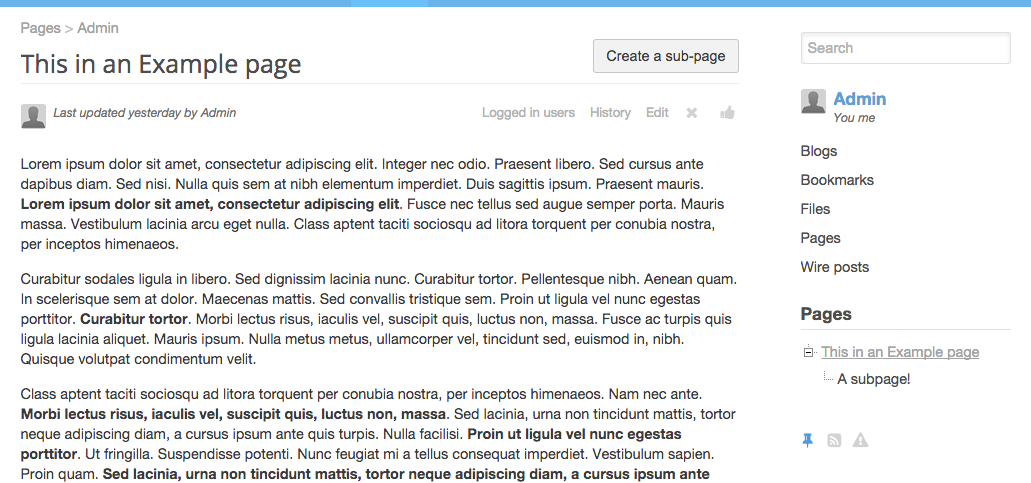 Pages > Admin
This in an Example page
Create a sub-page
Last updated yesterday by Admin
Logged in users History Edit
Lorem ipsum dolor sit amet, consectetur adipiscing elit. Integer nec odio. Praesent libero. Sed cursus ante
dapibus diam. Sed nisi. Nulla quis sem at nibh elementum imperdiet. Duis sagittis ipsum. Praesent mauris.
Lorem ipsum dolor sit amet, consectetur adipiscing elit. Fusce nec tellus sed augue semper porta. Mauris
massa. Vestibulum lacinia arcu eget nulla. Class aptent taciti sociosqu ad litora torquent per conubia nostra,
per inceptos himenaeos.
Curabitur sodales ligula in libero. Sed dignissim lacinia nunc. Curabitur tortor. Pellentesque nibh. Aenean quam.
In scelerisque sem at dolor. Maecenas mattis. Sed convallis tristique sem. Proin ut ligula vel nunc egestas
porttitor. Curabitur tortor. Morbi lectus risus, iaculis vel, suscipit quis, luctus non, massa. Fusce ac turpis quis
ligula lacinia aliquet. Mauris ipsum. Nulla metus metus, ullamcorper vel, tincidunt sed, euismod in, nibh.
Quisque volutpat condimentum velit.
Class aptent taciti sociosqu ad litora torquent per conubia nostra, per inceptos himenaeos. Nam nec ante.
Morbi lectus risus, iaculis vel, suscipit quis, luctus non, massa. Sed lacinia, urna non tincidunt mattis, tortor
neque adipiscing diam, a cursus ipsum ante quis turpis. Nulla facilisi. Proin ut ligula vel nunc egestas
porttitor. Ut fringilla. Suspendisse potenti. Nunc feugiat mi a tellus consequat imperdiet. Vestibulum sapien.
Proin quam. Sed lacinia, urna non tincidunt mattis, tortor neque adipiscing diam, a cursus ipsum ante
Search
Admin
You me
Blogs
Bookmarks
Files
Pages
Wire posts
Pages
This in an Example page
A subpage!